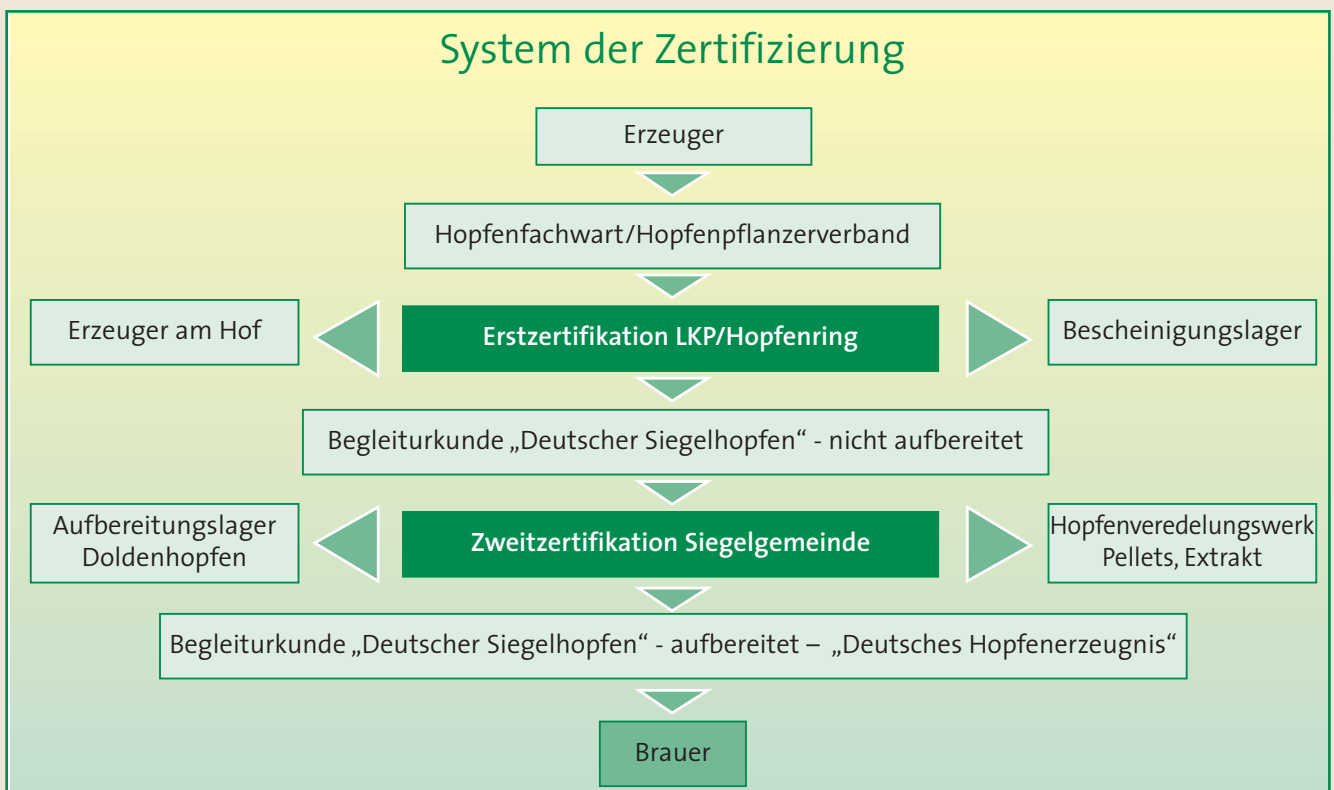 System der Zertifizierung
Erzeuger
Hopfenfachwart/Hopfenpflanzerverband
Erzeuger am Hof
Erstzertifikation LKP/Hopfenring
Bescheinigungslager
Begleiturkunde „Deutscher Siegelhopfen“ - nicht aufbereitet
Aufbereitungslager
Doldenhopfen
Zweitzertifikation Siegelgemeinde
Hopfenveredelungswerk
Pellets, Extrakt
Begleiturkunde „Deutscher Siegelhopfen“ - aufbereitet – „Deutsches Hopfenerzeugnis“
Brauer